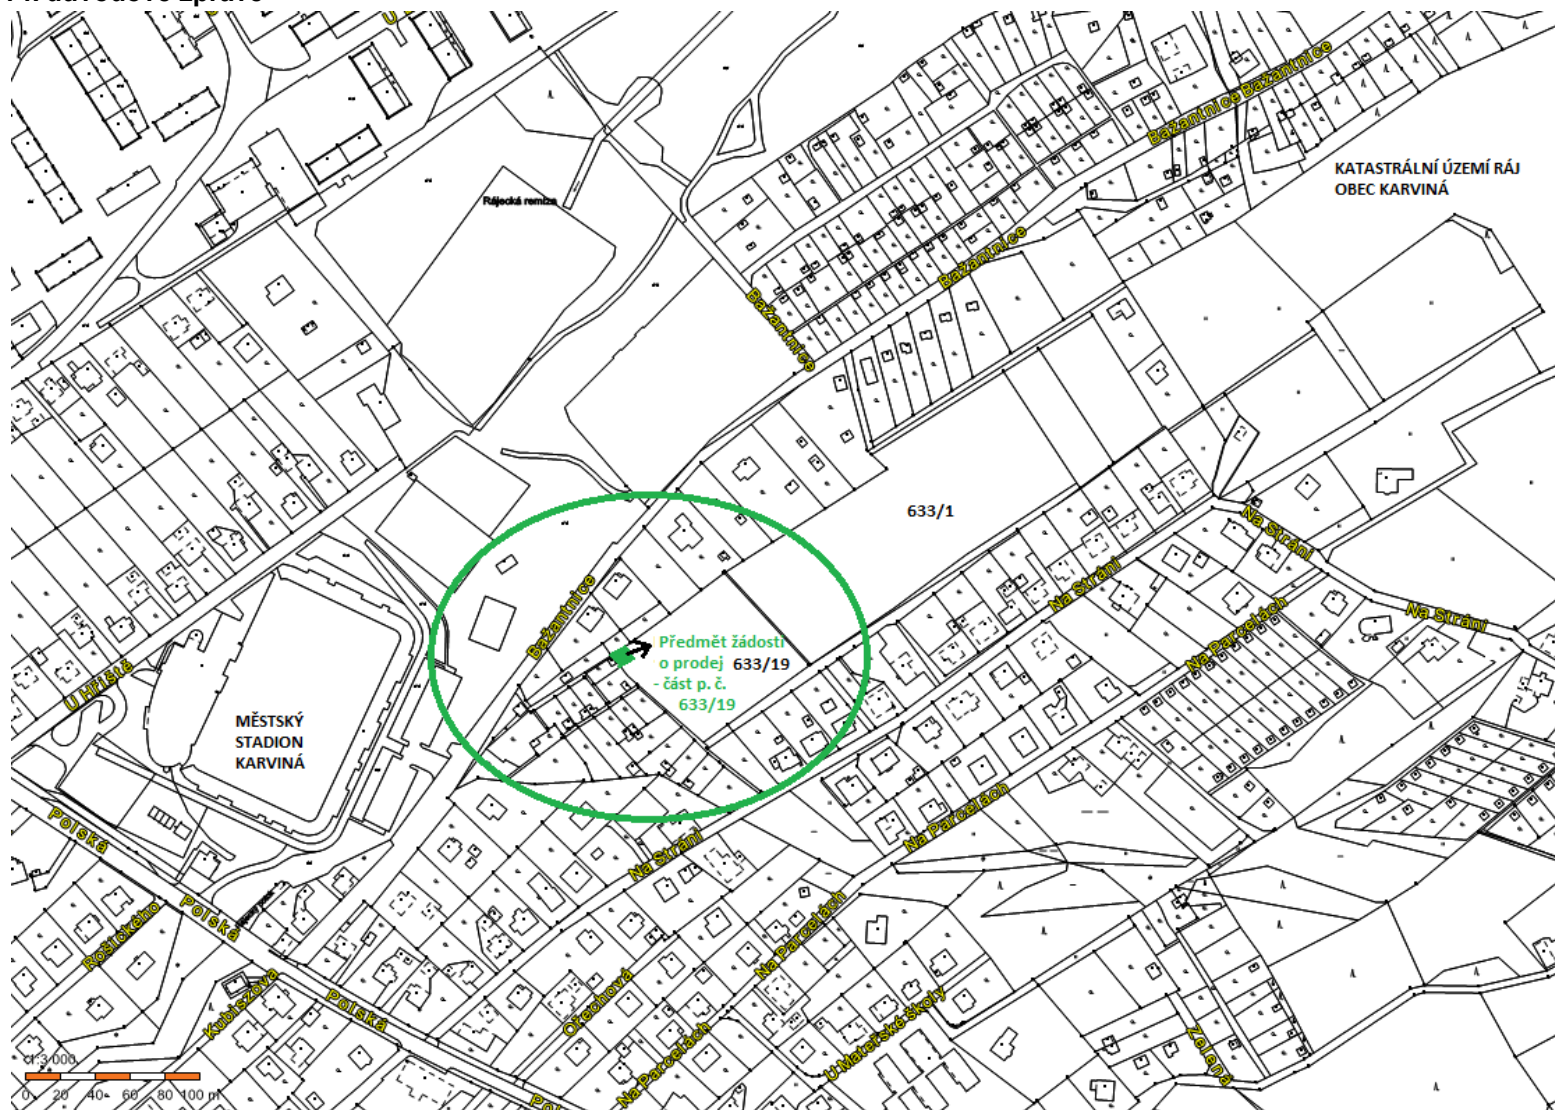 Rájecká remíza
Bažantnice Bažantnice
KATASTRÁLNÍ ÚZEMÍ RÁJ
OBEC KARVINÁ
Bažantnice
Bažantnice
633/1
Na Stráni
Na Stráni
Na Stráni
Bažantnice
Na Parcelách
Předmět žádosti
o prodej 633/19
- část p. č.
633/19
U Hřiště
MĚSTSKÝ
STADION
KARVINÁ
Polská
Na Stráni
Na Parcelách
Polská
Rošického
Na Parcelách
Kubiszova
Polská
Ořechová
U Mateřské školy
Zelená
Na Parcelách
1:3 000
0 20 40 60 80 100 m